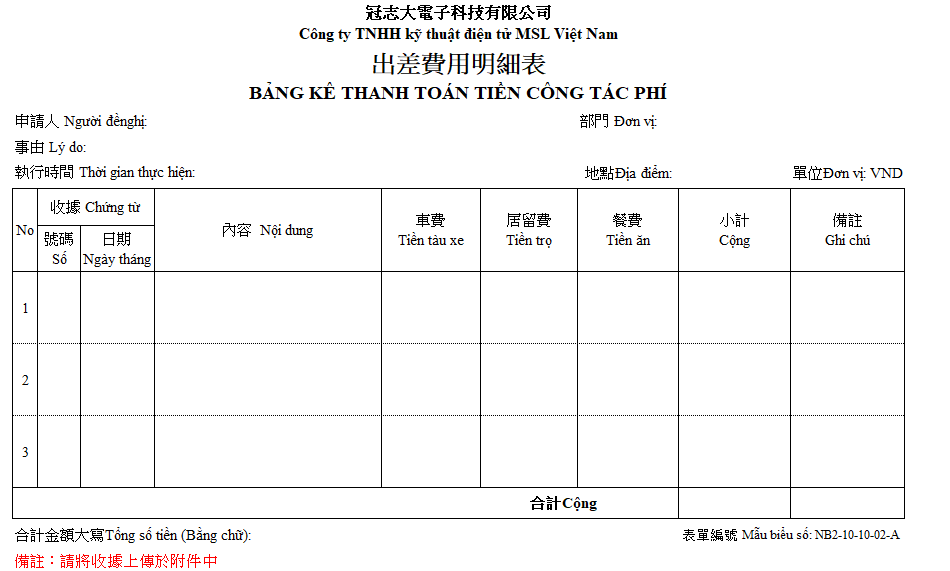 冠志大電子科技有限公司
Công ty TNHH kỹ thuật điện tử MSL Việt Nam
出差費用明細表
BẢNG KÊ THANH TOÁN TIỀN CÔNG TÁC PHÍ
申請人 Người đềnghị: 部門 Đơn vị:
事由 Lý do:
執行時間 Thời gian thực hiện: 地點Địa điểm: 單位Đơn vị: VND
No 收據 Chứng từ 內容 Nội dung 車費 居留費 餐費 小計 備註
Tiền tàu xe Tiền trọ Tiền ăn Cộng Ghi chú
號碼 日期
Số Ngày tháng
1
2
3
合計Cộng
合計金額大寫Tổng số tiền (Bằng chữ): 表單編號 Mẫu biểu số: NB2-10-10-02-A
備註：請將收據上傳於附件中